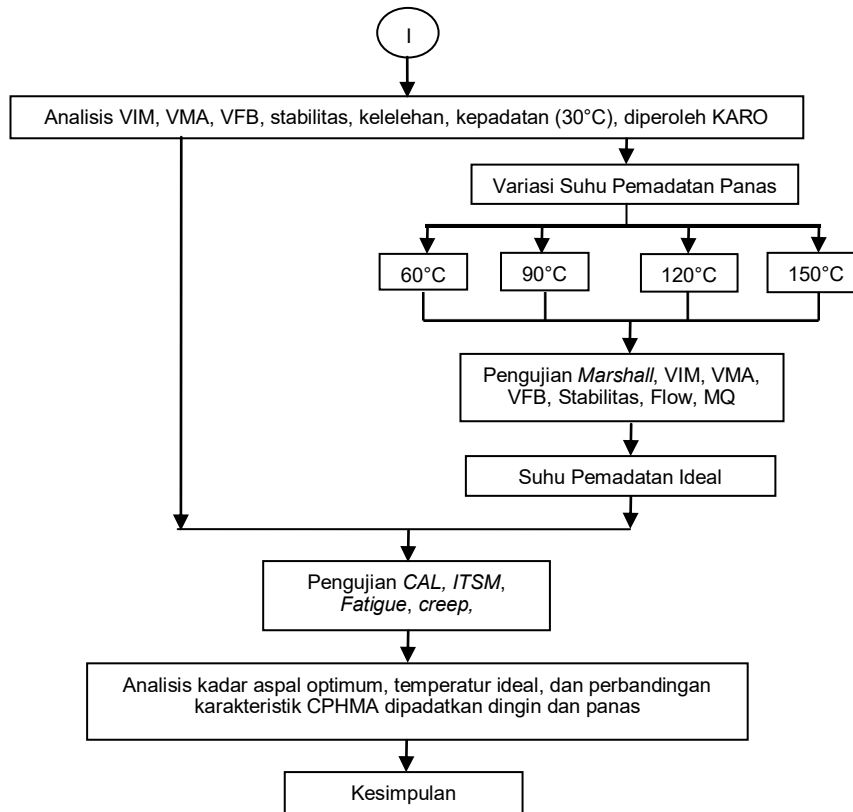 I
Analisis VIM, VMA, VFB, stabilitas, kelelehan, kepadatan (30°C), diperoleh KARO
Variasi Suhu Pemadatan Panas
60°C
90°C
120°C
150°C
Pengujian Marshall, VIM, VMA,
VFB, Stabilitas, Flow, MQ
Suhu Pemadatan Ideal
Pengujian CAL, ITSM,
Fatigue, creep,
Analisis kadar aspal optimum, temperatur ideal, dan perbandingan
karakteristik CPHMA dipadatkan dingin dan panas
Kesimpulan